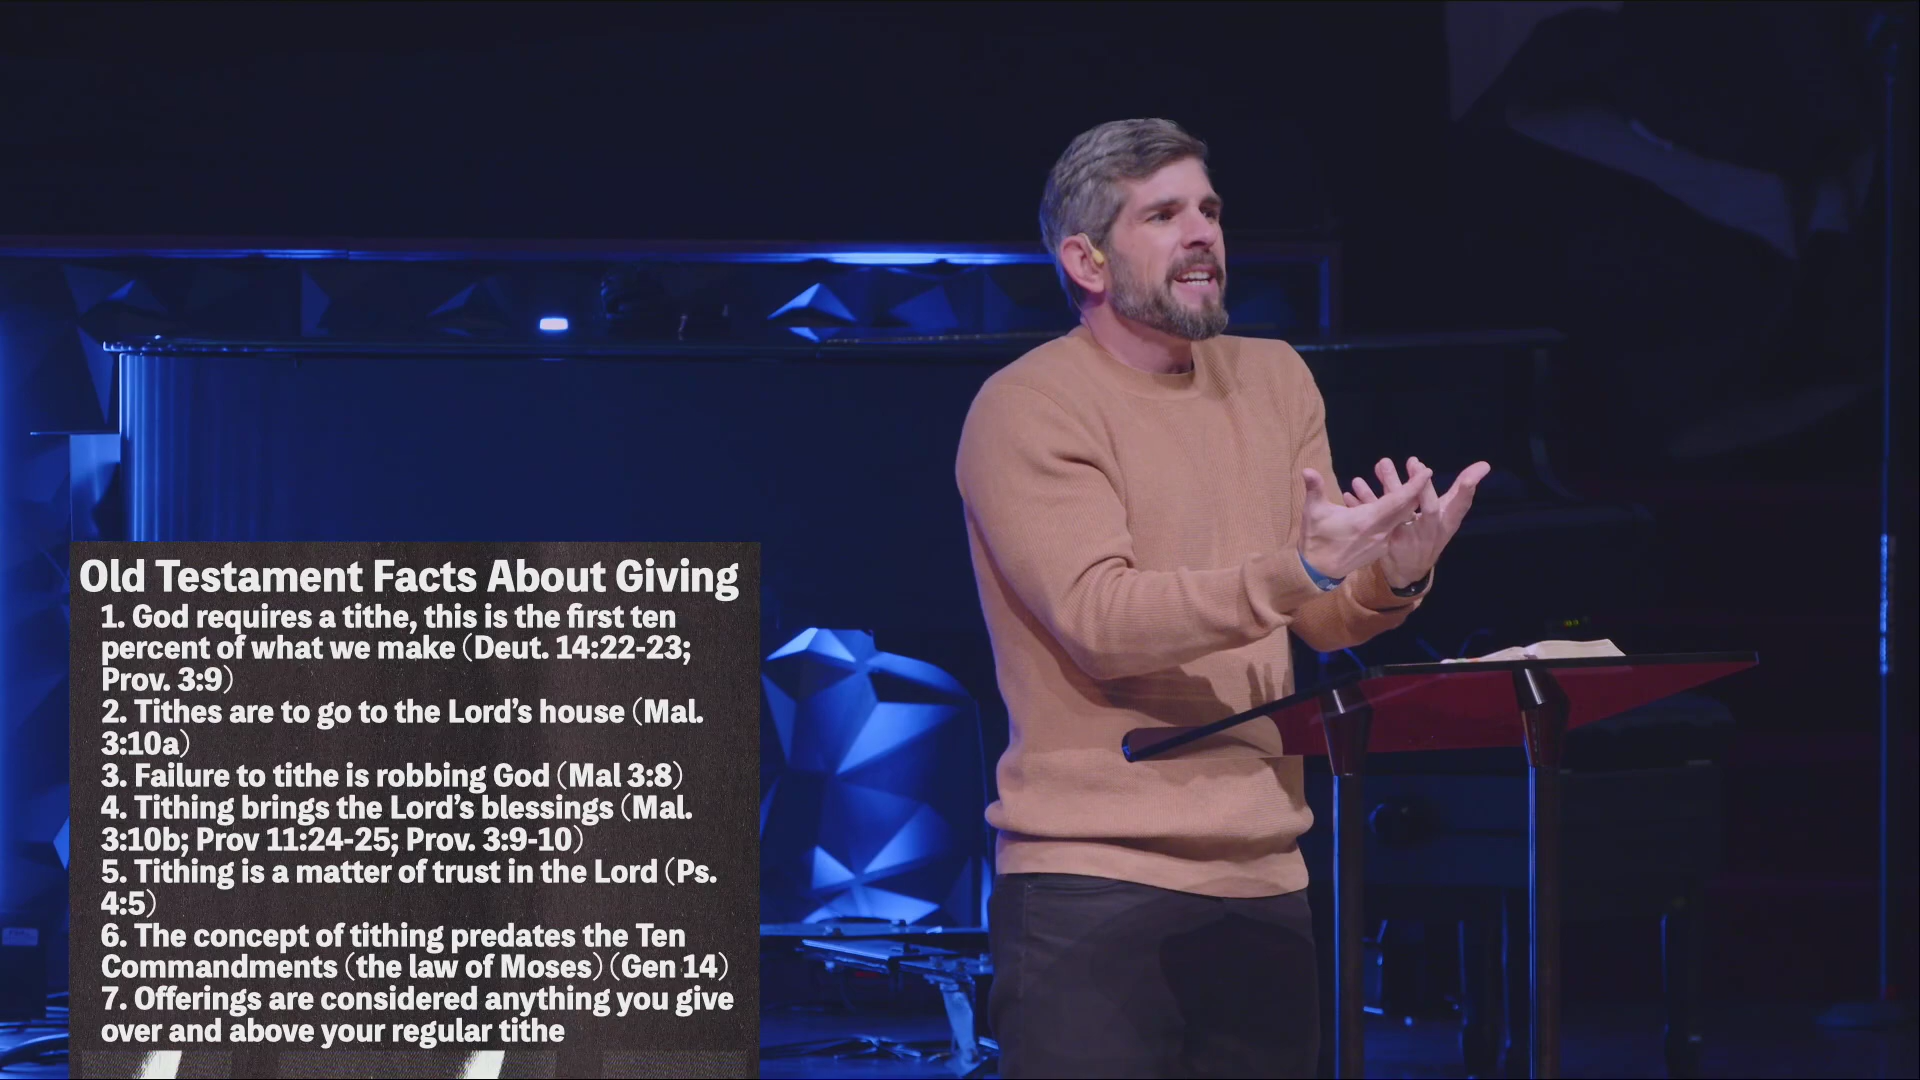 Old Testament Facts About Giving
1. God requires a tithe, this is the first ten
percent of what we make (Deut. 14:22-23;
Prov. 3:9)
2. Tithes are to go to the Lord's house (Mal.
3:10a)
3. Failure to tithe is robbing God (Mal 3:8)
4. Tithing brings the Lord's blessings (Mal.
3:10b; Prov 11:24-25; Prov. 3:9-10)
5. Tithing is a matter of trust in the Lord (Ps.
4:5)
6. The concept of tithing predates the Ten
Commandments (the law of Moses) (Gen 14)
7. Offerings are considered anything you give
over and above your regular tithe